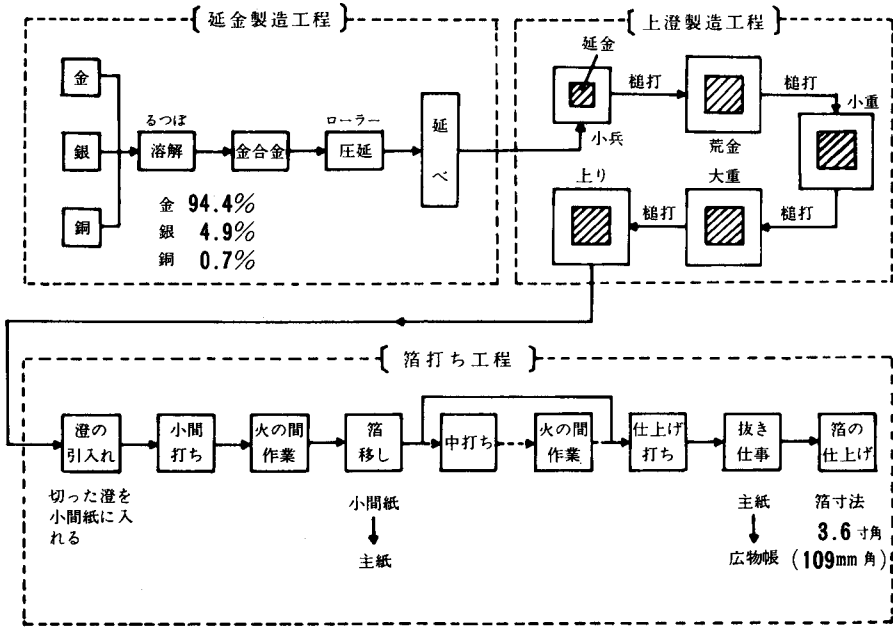 延金製造工程
金
銀
銅
るつぼ
溶解
金合金
ローラー
圧延
延べ
金 94.4%
銀 4.9%
銅 0.7%
上澄製造工程
延金
小兵
槌打
荒金
槌打
小重
槌打
大重
槌打
上り
箔打ち工程
澄の
引入れ
切った澄を
小間紙に入
れる
小間
打ち
火の間
作業
箔
移し
小間紙
主紙
中打ち
火の間
作業
仕上げ
打ち
抜き
仕事
主紙
広物帳
箔の
仕上げ
箔寸法
3.6寸角
(109mm角)